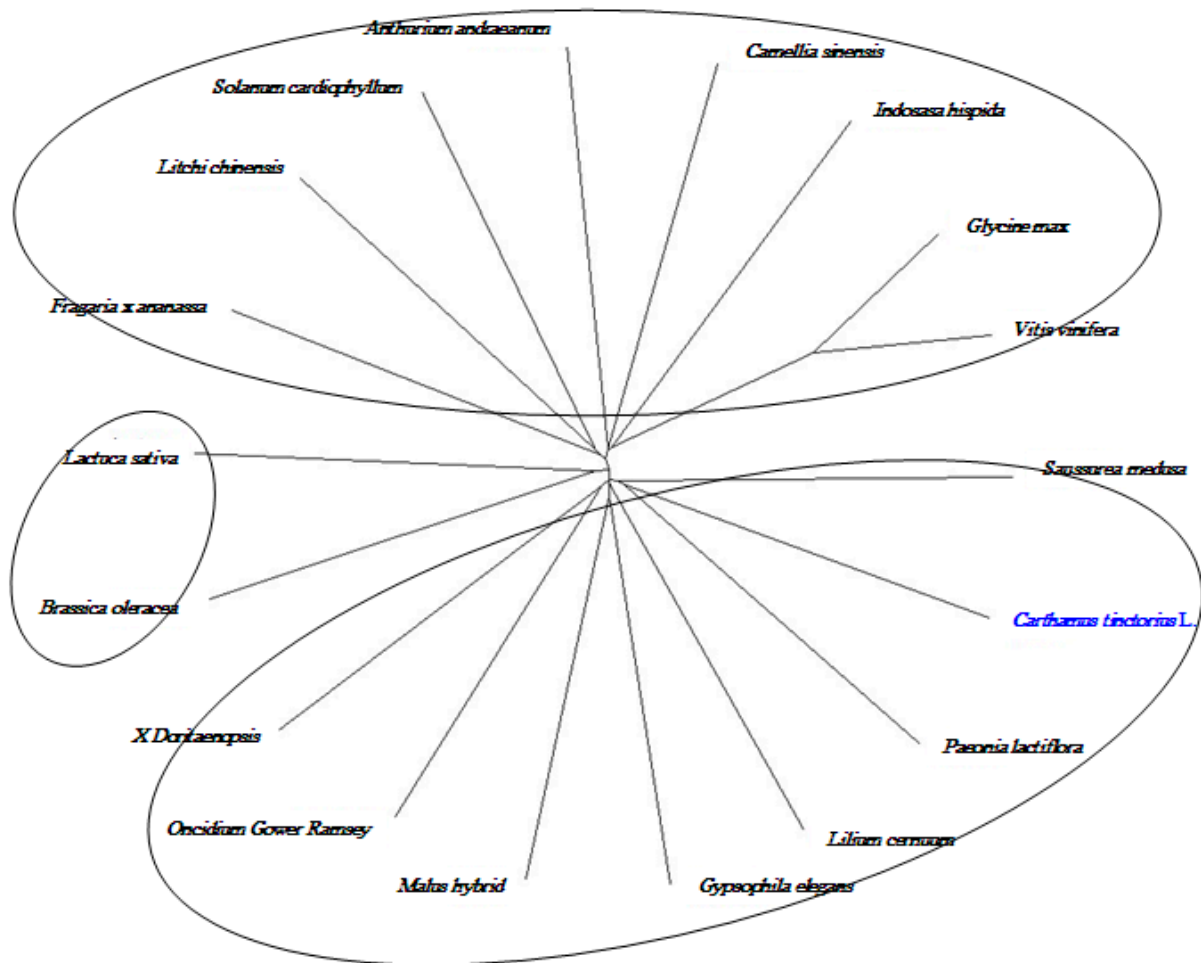 Anthurium andraeanum
Camellia sinensis
Solanum cardiophyllum
Indosasa hispida
Litchi chinensis
Glycine max
Fragaria x ananassa
Vitis vinifera
Lactuca sativa
Saussurea medusa
Brassica oleracea
Carthamus tinctorius L.
X Doritaenopsis
Paeonia lactiflora
Oncidium Gower Ramsey
Lilium cernuum
Malus hybrid
Gypsophila elegans